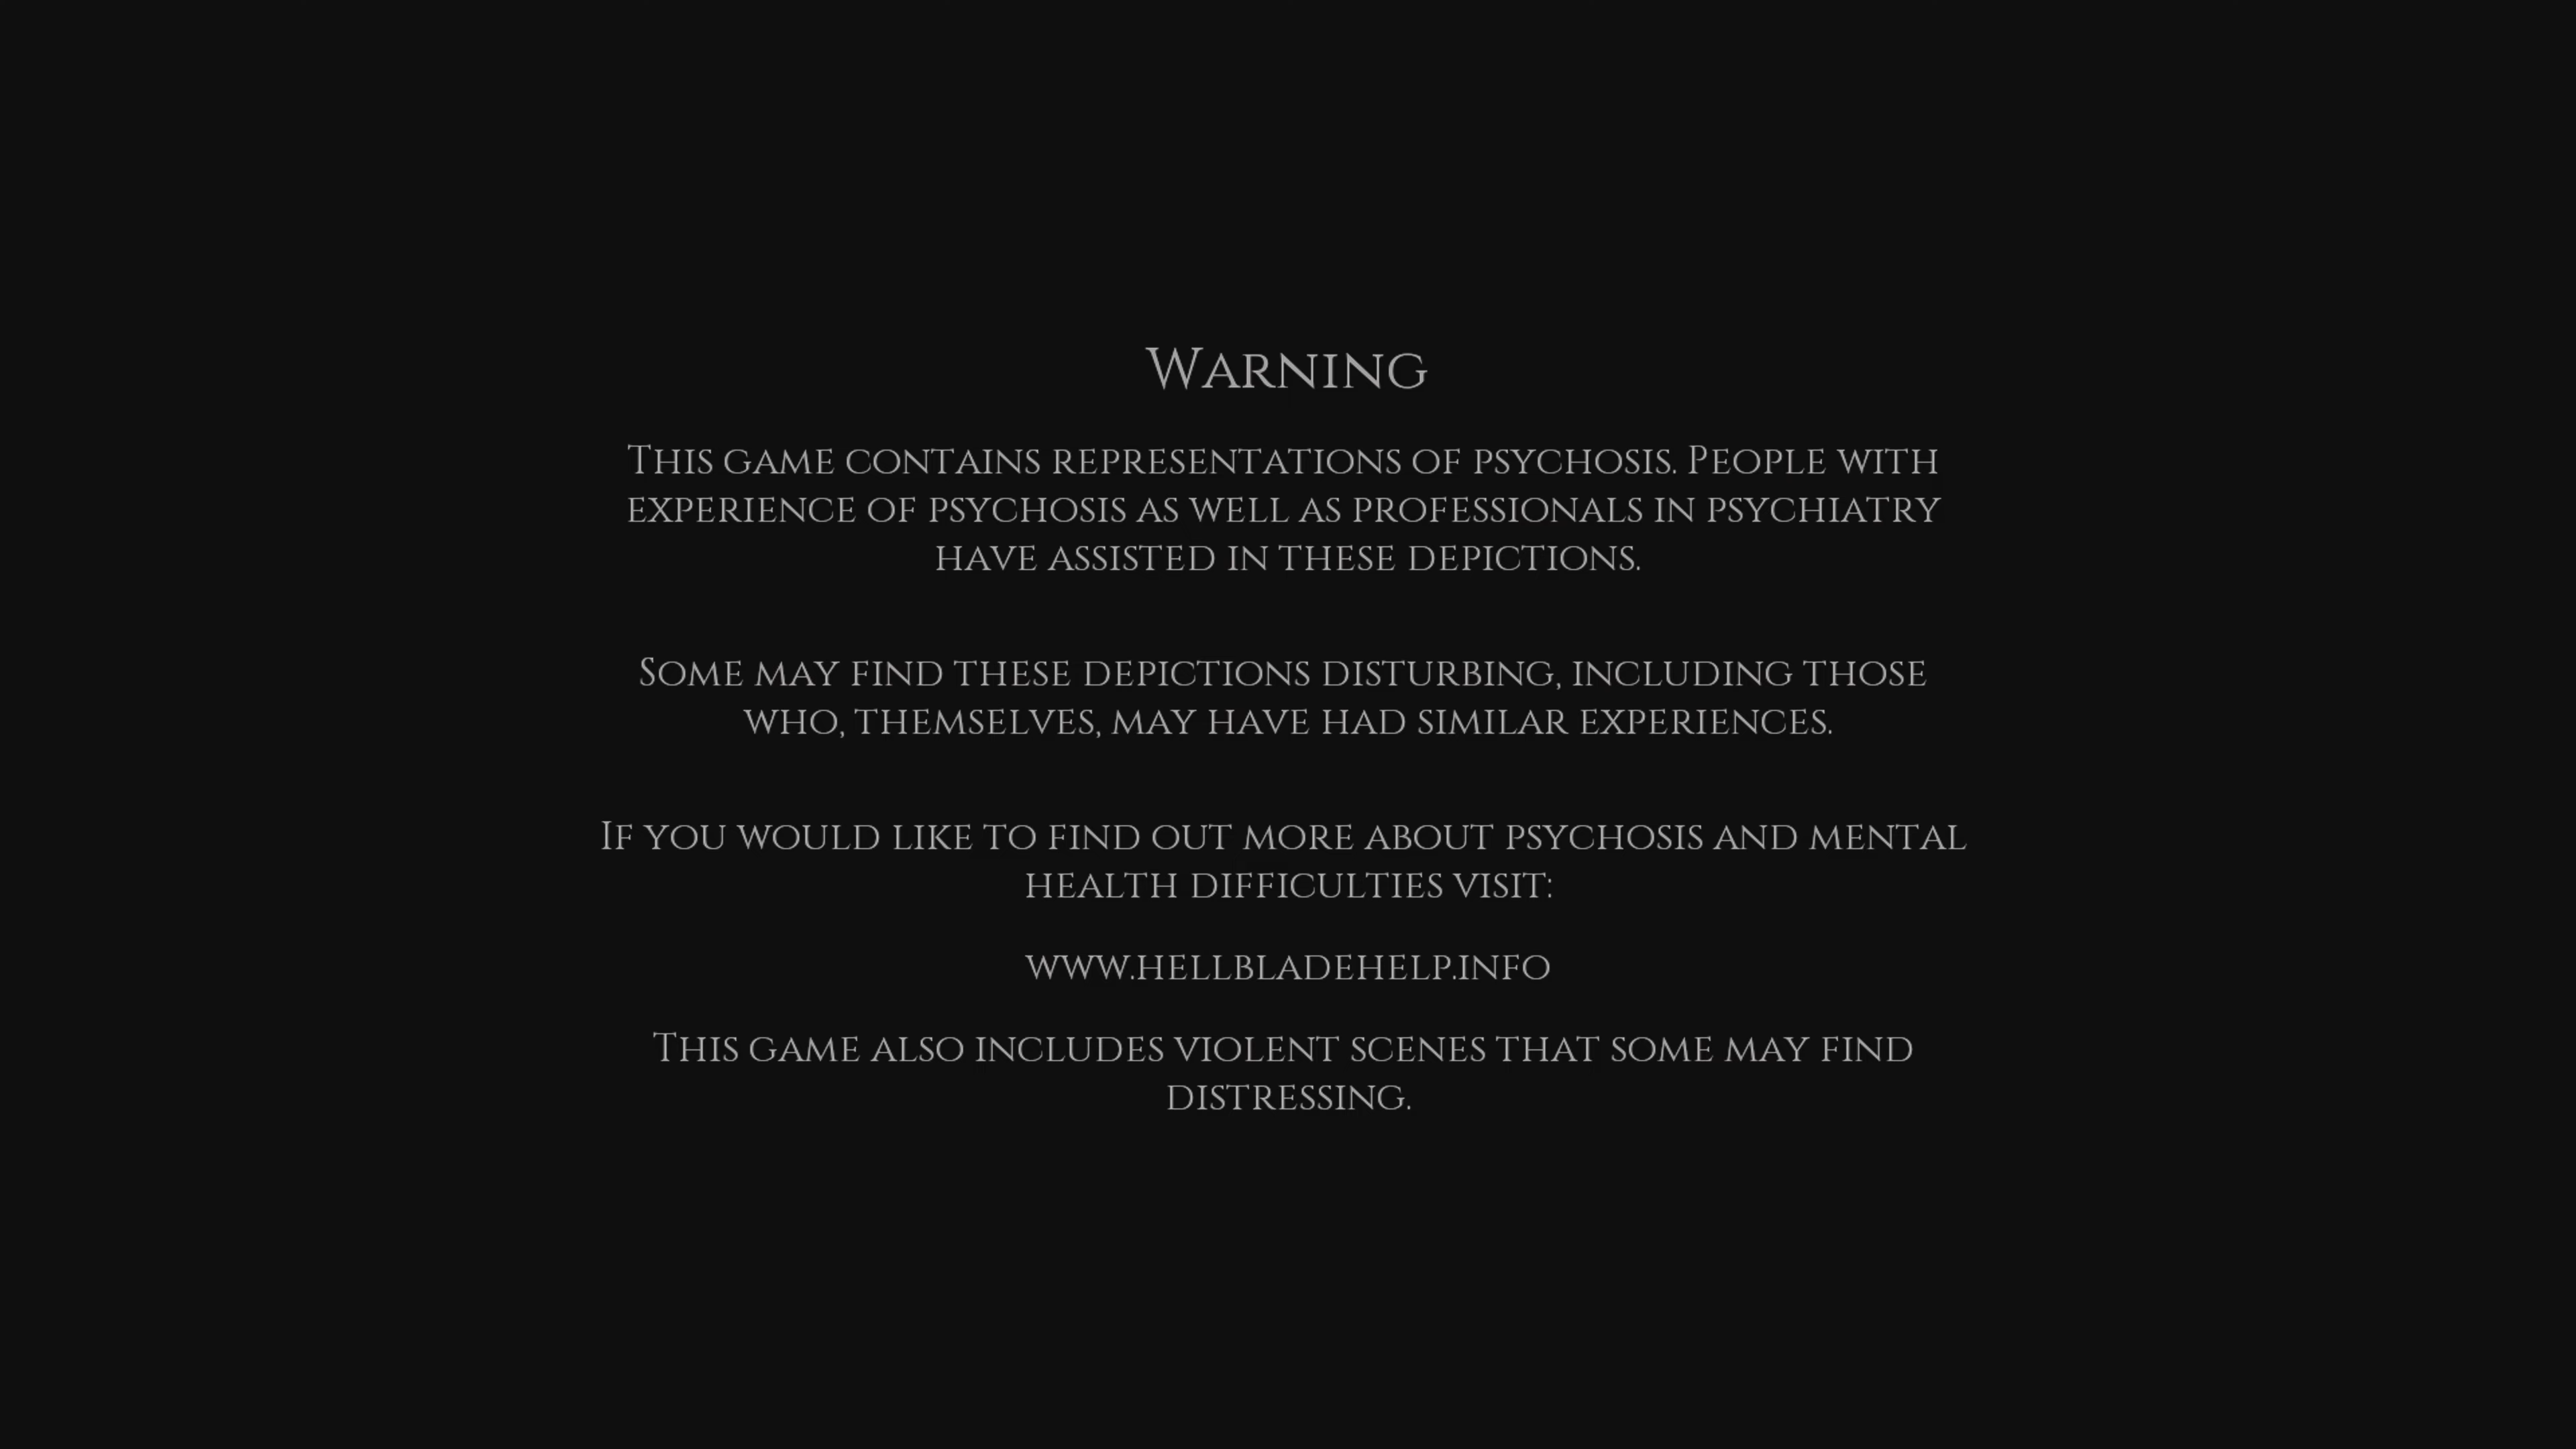 Warning
This game contains representations of psychosis. People with
experience of psychosis as well as professionals in psychiatry
have assisted in these depictions.
Some may find these depictions disturbing, including those
who, themselves, may have had similar experiences.
If you would like to find out more about psychosis and mental
health difficulties visit:
www.hellbladehelp.info
This game also includes violent scenes that some may find
distressing.